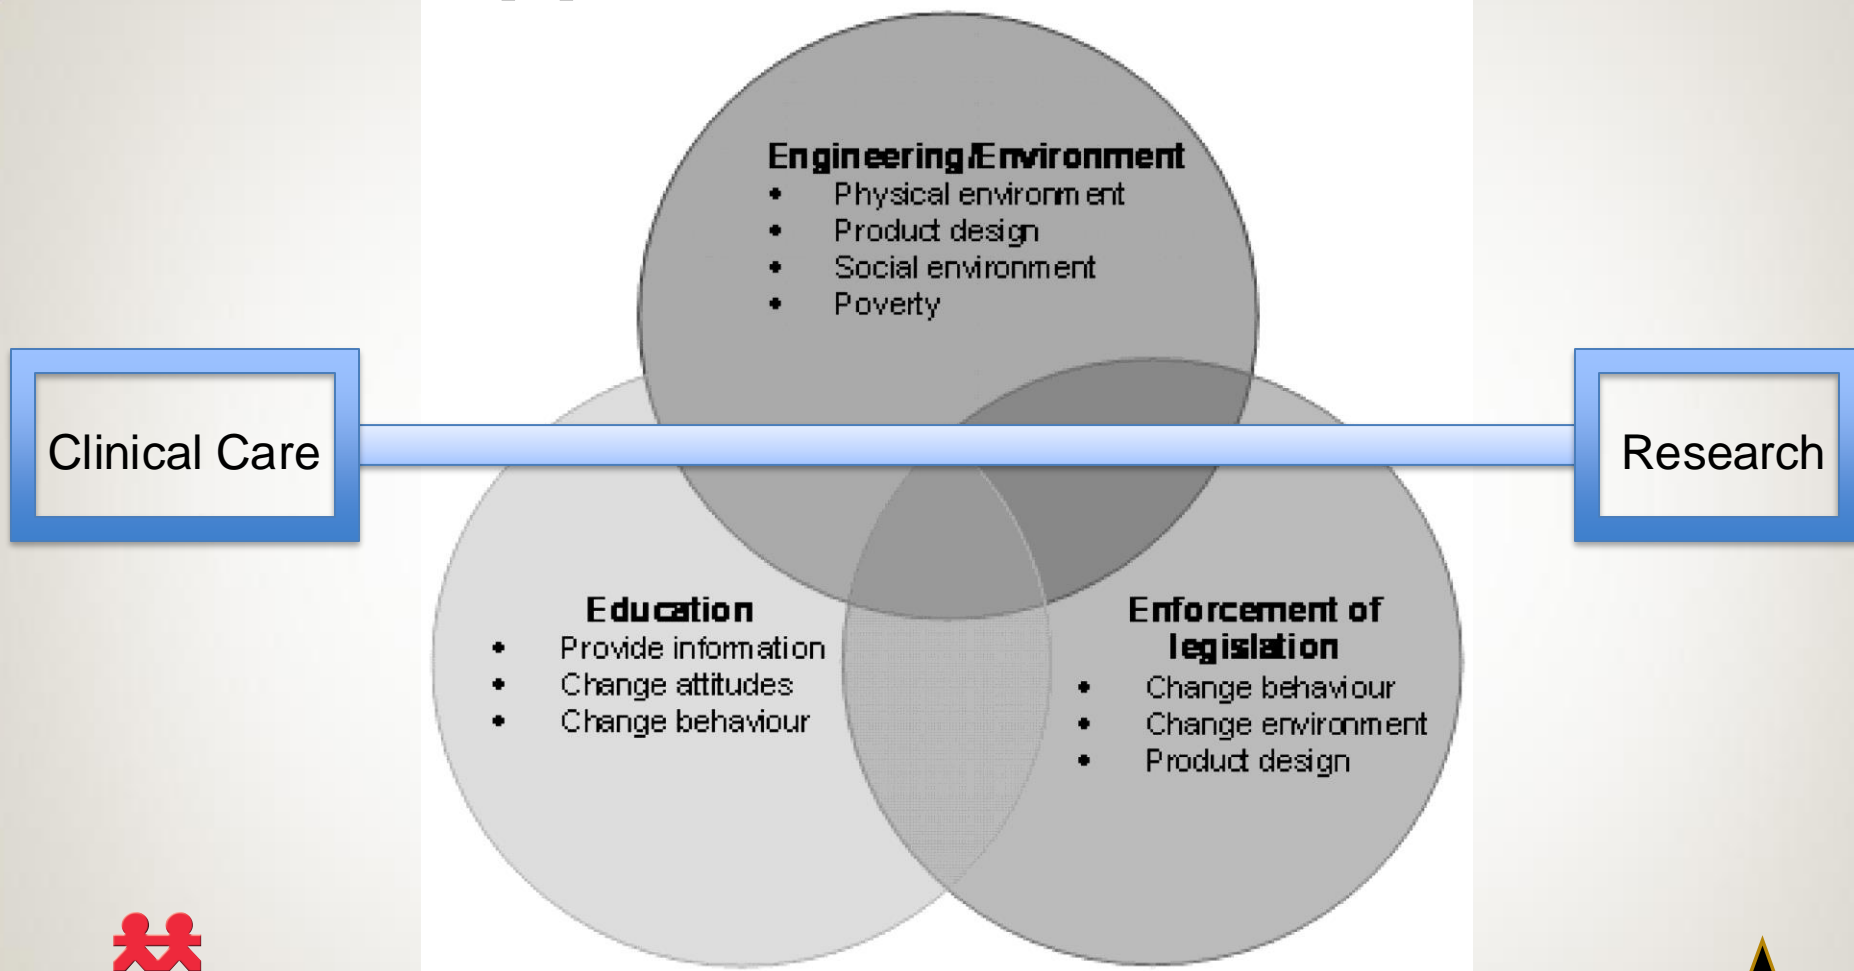 Engineering/Environment
• Physical environment
• Product design
• Social environment
• Poverty
Clinical Care
Research
Education
• Provide information
• Change attitudes
• Change behaviour
Enforcement of
legislation
• Change behaviour
• Change environment
• Product design